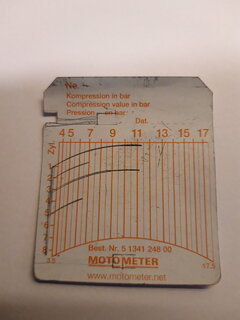 Nr.
Kompression in bar
Compression value in bar
Pression en bar
Dat.
4 5 7 9 11 13 15 17
Zyl.
1
2
3
4
5
6
7
8
3.5 17.5
Best. Nr. 5 1341 248 00
MOTOMETER
www.motometer.net